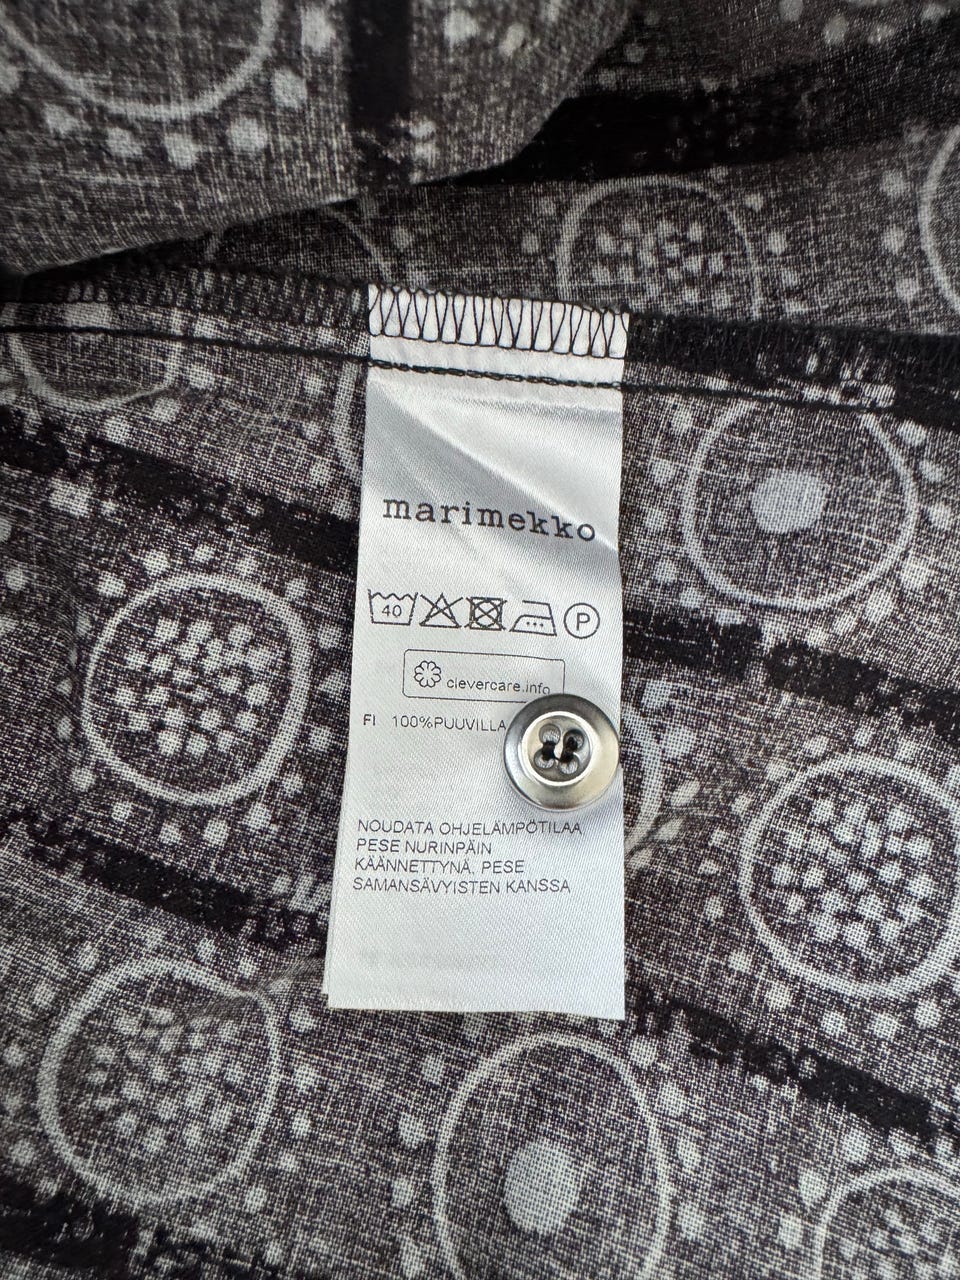 marimekko
40 P
clevercare.info
FI 100%PUUVILLA
NOUDATA OHJELÄMPÖTILAA
PESE NURINPÄIN
KÄÄNNETTYNÄ, PESE
SAMANSÄVYISTEN KANSSA